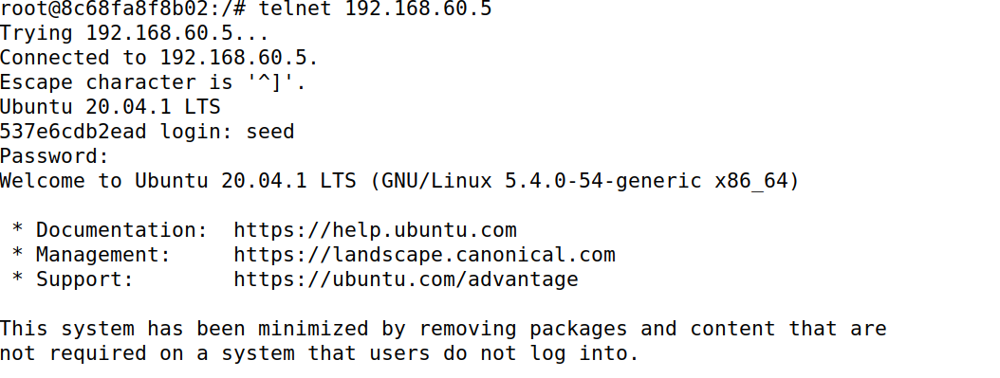 root@8c68fa8f8b02:/# telnet 192.168.60.5
Trying 192.168.60.5...
Connected to 192.168.60.5.
Escape character is '^]'.
Ubuntu 20.04.1 LTS
537e6cdb2ead login: seed
Password:
Welcome to Ubuntu 20.04.1 LTS (GNU/Linux 5.4.0-54-generic x86_64)
* Documentation:  https://help.ubuntu.com
* Management:     https://landscape.canonical.com
* Support:        https://ubuntu.com/advantage
This system has been minimized by removing packages and content that are
not required on a system that users do not log into.